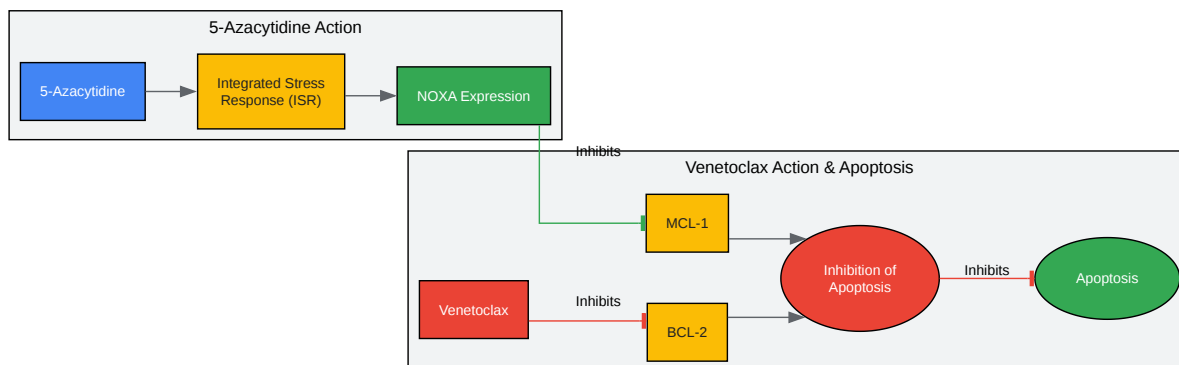 5-Azacytidine Action
5-Azacytidine
Integrated Stress
Response (ISR)
NOXA Expression
Inhibits
Venetoclax Action & Apoptosis
MCL-1
Inhibition of
Apoptosis
Inhibits
Apoptosis
Venetoclax
Inhibits
BCL-2